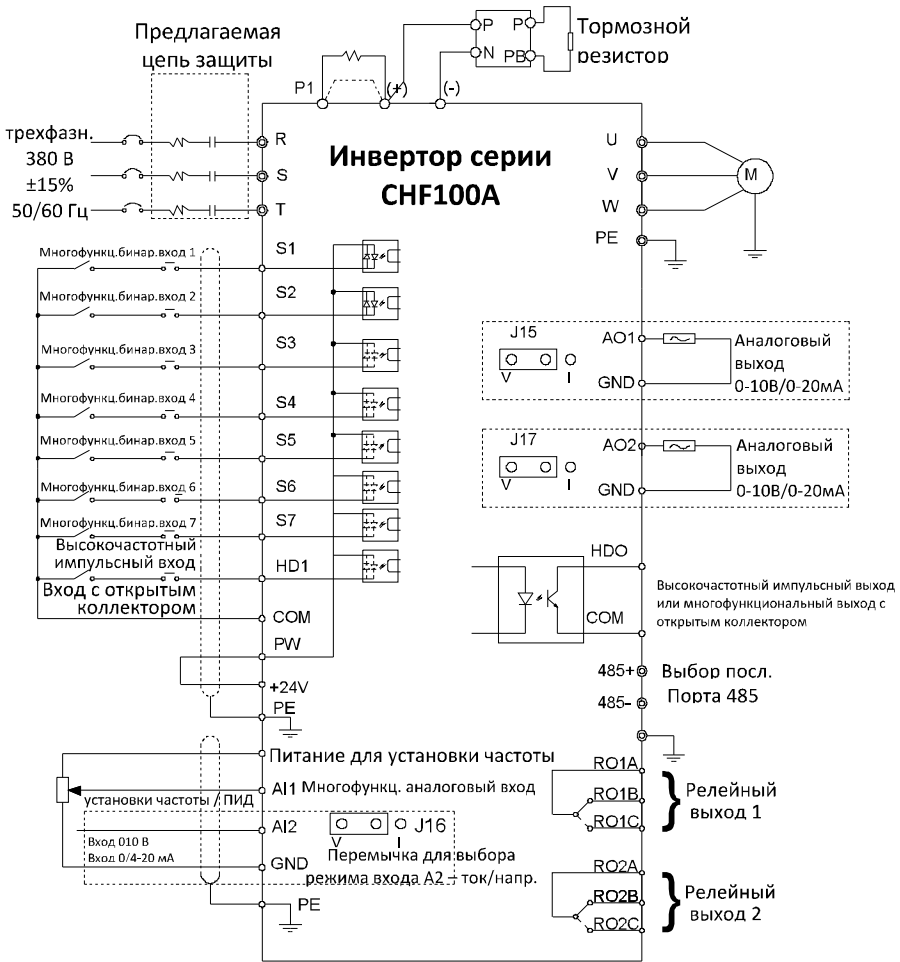 Предлагаемая
цепь защиты
P1
(+)
(-)
P
P
N
PB
Тормозной
резистор
трехфазн.
380 В
±15%
50/60 Гц
R
S
T
Инвертор серии
CHF100A
U
V
W
PE
M
Многофункц.бинар.вход 1
S1
Многофункц.бинар.вход 2
S2
Многофункц.бинар.вход 3
S3
Многофункц.бинар.вход 4
S4
Многофункц.бинар.вход 5
S5
Многофункц.бинар.вход 6
S6
Многофункц.бинар.вход 7
S7
Высокочастотный
импульсный вход
HD1
Вход с открытым
коллектором
COM
PW
+24V
PE
J15
V
I
AO1
GND
Аналоговый
выход
0-10В/0-20мА
J17
V
I
AO2
GND
Аналоговый
выход
0-10В/0-20мА
HDO
COM
Высокочастотный импульсный выход
или многофункциональный выход с
открытым коллектором
485+
485-
Выбор посл.
Порта 485
Питание для установки частоты
AI1
Многофункц. аналоговый вход
установки частоты / ПИД
AI2
J16
V
I
Вход 010 В
Вход 0/4-20 мА
GND
Перемычка для выбора
режима входа А2 – ток/напр.
PE
RO1A
RO1B
RO1C
Релейный
выход 1
RO2A
RO2B
RO2C
Релейный
выход 2